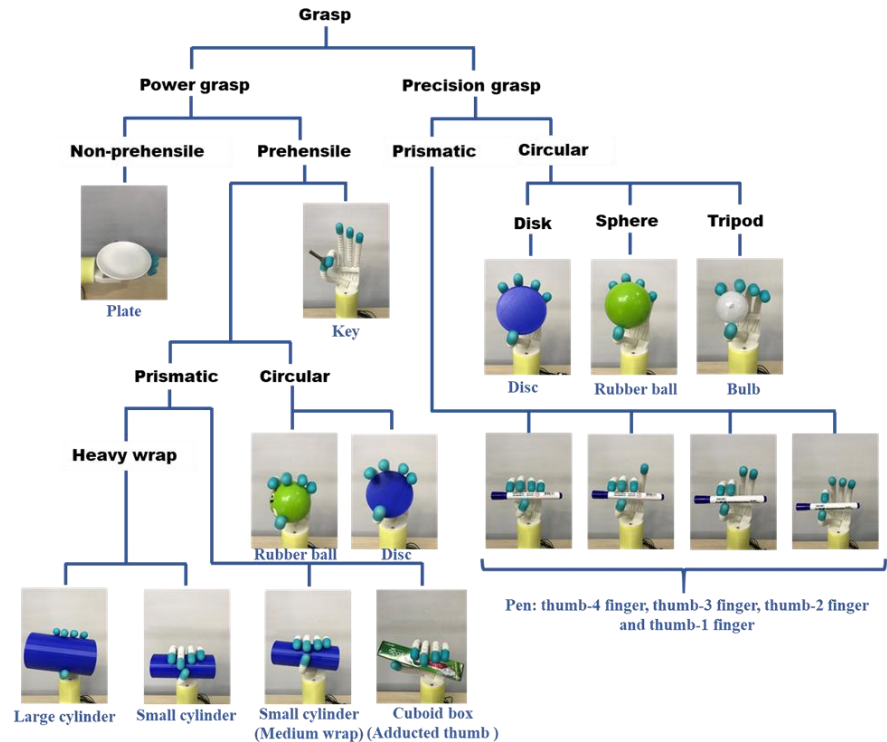 Grasp
Power grasp
Precision grasp
Non-prehensile
Prehensile
Prismatic
Circular
Disk
Sphere
Tripod
Plate
Key
Disc
Rubber ball
Bulb
Prismatic
Circular
Heavy wrap
Rubber ball
Disc
Pen: thumb-4 finger, thumb-3 finger, thumb-2 finger
and thumb-1 finger
Large cylinder
Small cylinder
Small cylinder
(Medium wrap)
Cuboid box
(Adducted thumb )